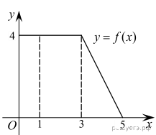 y
4
y = f(x)
O 1 3 5 x